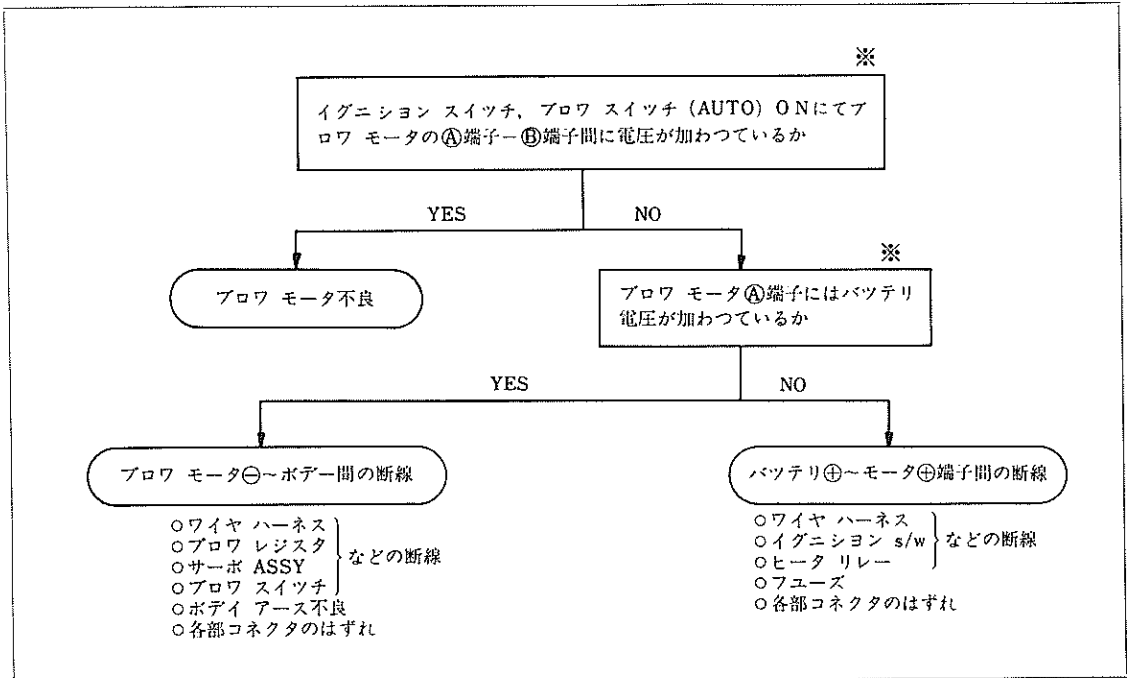 ※
イグニシヨン スイッチ, ブロワ スイツチ (AUTO) ONにてブ
ロワ モータのⒶ端子−Ⓑ端子間に電圧が加わつているか
YES NO
※
ブロワ モータ不良
ブロワ モータⒶ端子にはバツテリ
電圧が加わつているか
YES NO
ブロワ モータ⊖~ボデー間の断線
○ワイヤ ハーネス
○ブロワ レジスタ
○サーボ ASSY
○ブロワ スイツチ
などの断線
○ボデイ アース不良
○各部コネクタのはずれ
バツテリ⊕~モータ⊕端子間の断線
○ワイヤ ハーネス
○イグニシヨン s/w
○ヒータ リレー
などの断線
○フユーズ
○各部コネクタのはずれ